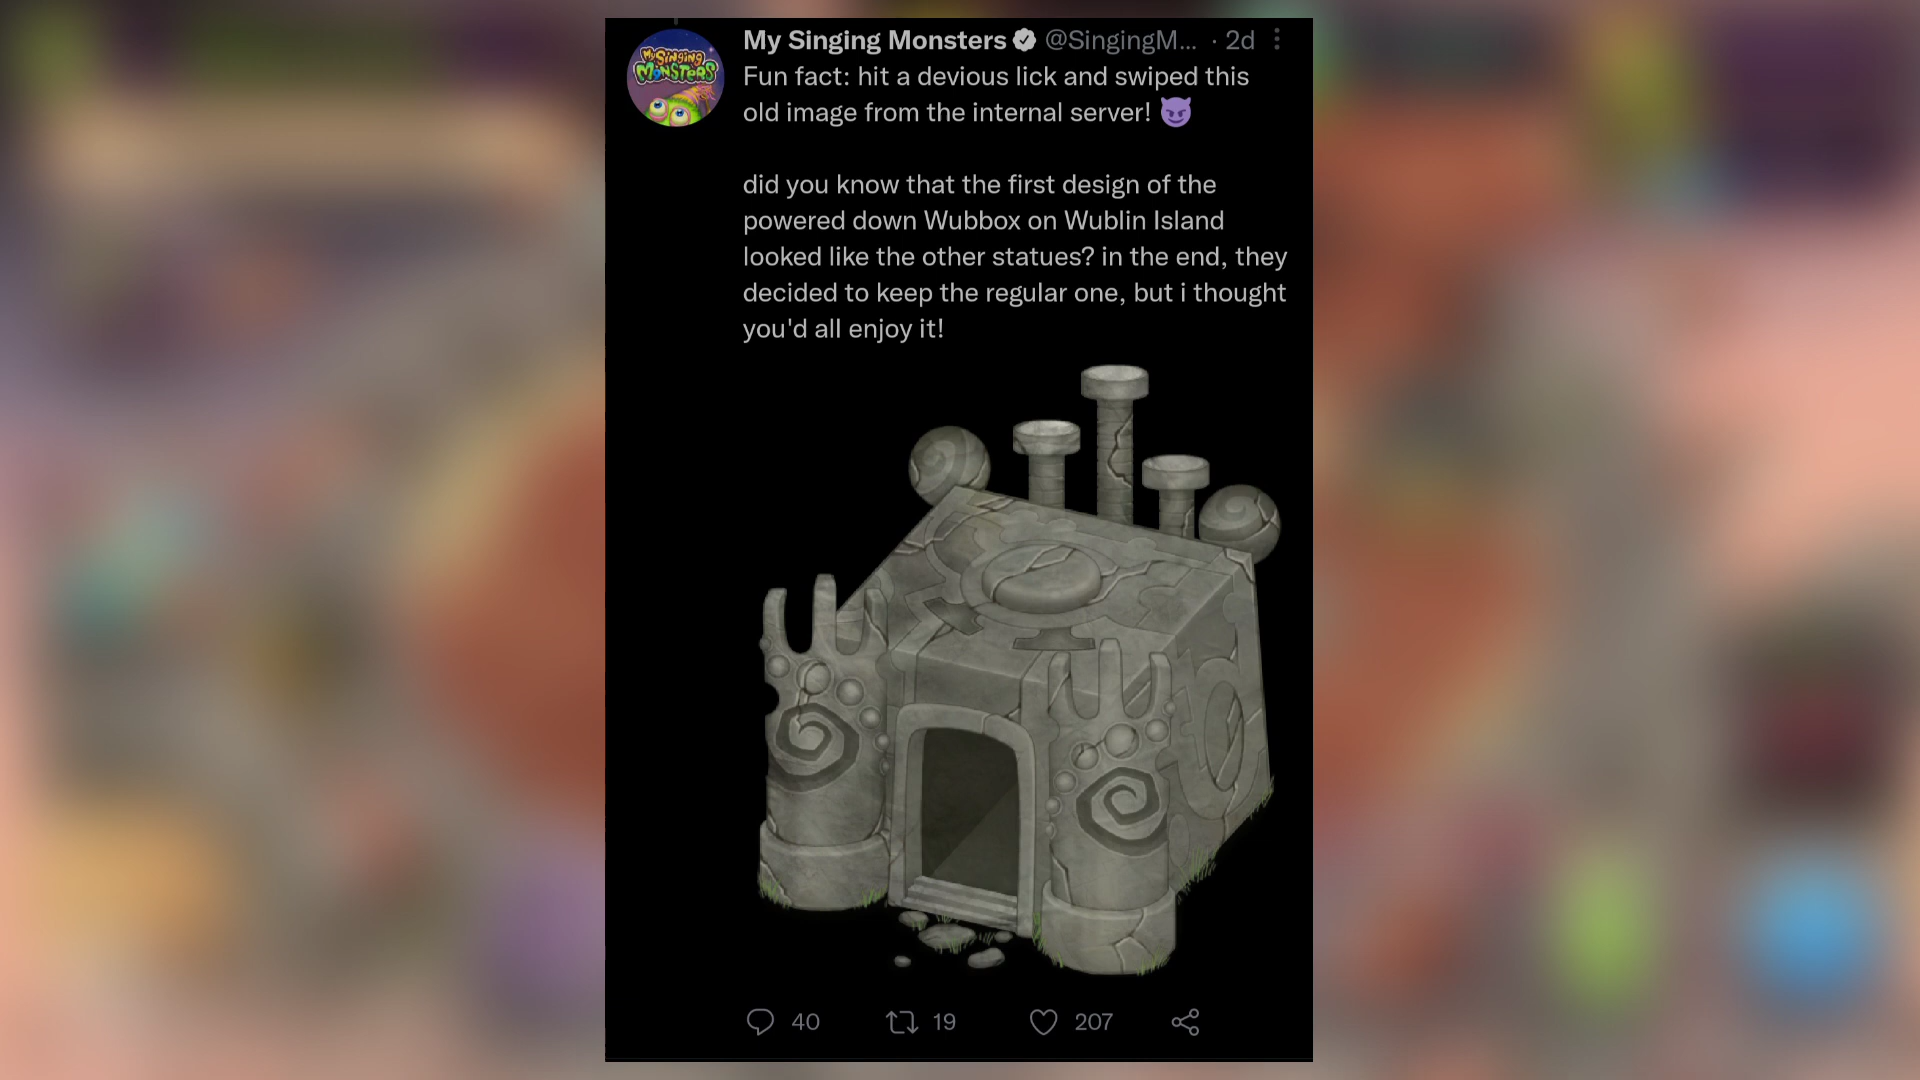 My Singing Monsters @SingingM... · 2d
Fun fact: hit a devious lick and swiped this
old image from the internal server! 😈
did you know that the first design of the
powered down Wubbox on Wublin Island
looked like the other statues? in the end, they
decided to keep the regular one, but i thought
you'd all enjoy it!
My Singing
MONSTERS
40 19 207